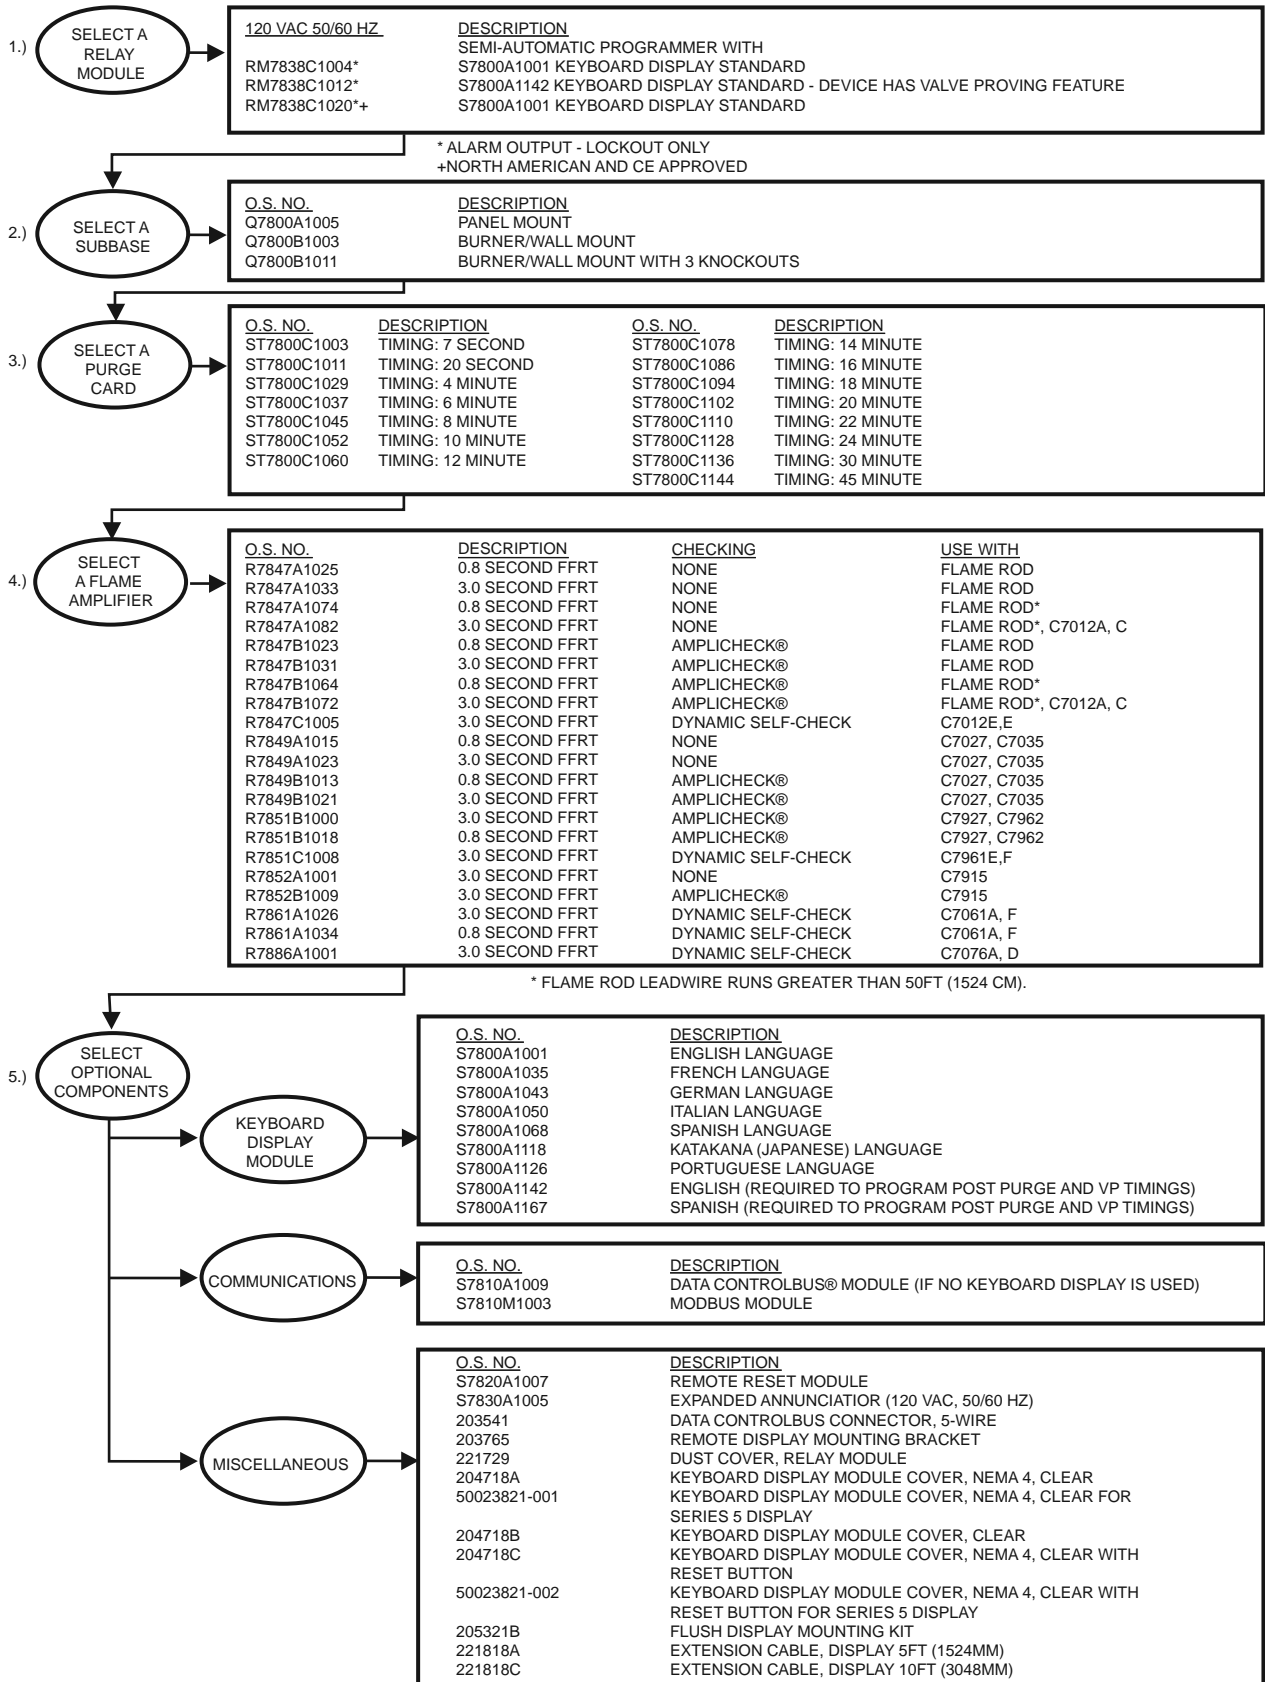 1.)
SELECT A
RELAY
MODULE
120 VAC 50/60 HZ DESCRIPTION
SEMI-AUTOMATIC PROGRAMMER WITH
RM7838C1004* S7800A1001 KEYBOARD DISPLAY STANDARD
RM7838C1012* S7800A1142 KEYBOARD DISPLAY STANDARD - DEVICE HAS VALVE PROVING FEATURE
RM7838C1020*+ S7800A1001 KEYBOARD DISPLAY STANDARD
* ALARM OUTPUT - LOCKOUT ONLY
+NORTH AMERICAN AND CE APPROVED
2.)
SELECT A
SUBBASE
O.S. NO. DESCRIPTION
Q7800A1005 PANEL MOUNT
Q7800B1003 BURNER/WALL MOUNT
Q7800B1011 BURNER/WALL MOUNT WITH 3 KNOCKOUTS
3.)
SELECT A
PURGE
CARD
O.S. NO. DESCRIPTION O.S. NO. DESCRIPTION
ST7800C1003 TIMING: 7 SECOND ST7800C1078 TIMING: 14 MINUTE
ST7800C1011 TIMING: 20 SECOND ST7800C1086 TIMING: 16 MINUTE
ST7800C1029 TIMING: 4 MINUTE ST7800C1094 TIMING: 18 MINUTE
ST7800C1037 TIMING: 6 MINUTE ST7800C1102 TIMING: 20 MINUTE
ST7800C1045 TIMING: 8 MINUTE ST7800C1110 TIMING: 22 MINUTE
ST7800C1052 TIMING: 10 MINUTE ST7800C1128 TIMING: 24 MINUTE
ST7800C1060 TIMING: 12 MINUTE ST7800C1136 TIMING: 30 MINUTE
ST7800C1144 TIMING: 45 MINUTE
4.)
SELECT
A FLAME
AMPLIFIER
O.S. NO. DESCRIPTION CHECKING USE WITH
R7847A1025 0.8 SECOND FFRT NONE FLAME ROD
R7847A1033 3.0 SECOND FFRT NONE FLAME ROD
R7847A1074 0.8 SECOND FFRT NONE FLAME ROD*
R7847A1082 3.0 SECOND FFRT NONE FLAME ROD*, C7012A, C
R7847B1023 0.8 SECOND FFRT AMPLICHECK® FLAME ROD
R7847B1031 3.0 SECOND FFRT AMPLICHECK® FLAME ROD
R7847B1064 0.8 SECOND FFRT AMPLICHECK® FLAME ROD*
R7847B1072 3.0 SECOND FFRT AMPLICHECK® FLAME ROD*, C7012A, C
R7847C1005 3.0 SECOND FFRT DYNAMIC SELF-CHECK C7012E,E
R7849A1015 0.8 SECOND FFRT NONE C7027, C7035
R7849A1023 3.0 SECOND FFRT NONE C7027, C7035
R7849B1013 0.8 SECOND FFRT AMPLICHECK® C7027, C7035
R7849B1021 3.0 SECOND FFRT AMPLICHECK® C7027, C7035
R7851B1000 3.0 SECOND FFRT AMPLICHECK® C7927, C7962
R7851B1018 0.8 SECOND FFRT AMPLICHECK® C7927, C7962
R7851C1008 3.0 SECOND FFRT DYNAMIC SELF-CHECK C7961E,F
R7852A1001 3.0 SECOND FFRT NONE C7915
R7852B1009 3.0 SECOND FFRT AMPLICHECK® C7915
R7861A1026 3.0 SECOND FFRT DYNAMIC SELF-CHECK C7061A, F
R7861A1034 0.8 SECOND FFRT DYNAMIC SELF-CHECK C7061A, F
R7886A1001 3.0 SECOND FFRT DYNAMIC SELF-CHECK C7076A, D
* FLAME ROD LEADWIRE RUNS GREATER THAN 50FT (1524 CM).
5.)
SELECT
OPTIONAL
COMPONENTS
KEYBOARD
DISPLAY
MODULE
O.S. NO. DESCRIPTION
S7800A1001 ENGLISH LANGUAGE
S7800A1035 FRENCH LANGUAGE
S7800A1043 GERMAN LANGUAGE
S7800A1050 ITALIAN LANGUAGE
S7800A1068 SPANISH LANGUAGE
S7800A1118 KATAKANA (JAPANESE) LANGUAGE
S7800A1126 PORTUGUESE LANGUAGE
S7800A1142 ENGLISH (REQUIRED TO PROGRAM POST PURGE AND VP TIMINGS)
S7800A1167 SPANISH (REQUIRED TO PROGRAM POST PURGE AND VP TIMINGS)
COMMUNICATIONS
O.S. NO. DESCRIPTION
S7810A1009 DATA CONTROLBUS® MODULE (IF NO KEYBOARD DISPLAY IS USED)
S7810M1003 MODBUS MODULE
MISCELLANEOUS
O.S. NO. DESCRIPTION
S7820A1007 REMOTE RESET MODULE
S7830A1005 EXPANDED ANNUNCIATIOR (120 VAC, 50/60 HZ)
203541 DATA CONTROLBUS CONNECTOR, 5-WIRE
203765 REMOTE DISPLAY MOUNTING BRACKET
221729 DUST COVER, RELAY MODULE
204718A KEYBOARD DISPLAY MODULE COVER, NEMA 4, CLEAR
50023821-001 KEYBOARD DISPLAY MODULE COVER, NEMA 4, CLEAR FOR
SERIES 5 DISPLAY
204718B KEYBOARD DISPLAY MODULE COVER, CLEAR
204718C KEYBOARD DISPLAY MODULE COVER, NEMA 4, CLEAR WITH
RESET BUTTON
50023821-002 KEYBOARD DISPLAY MODULE COVER, NEMA 4, CLEAR WITH
RESET BUTTON FOR SERIES 5 DISPLAY
205321B FLUSH DISPLAY MOUNTING KIT
221818A EXTENSION CABLE, DISPLAY 5FT (1524MM)
221818C EXTENSION CABLE, DISPLAY 10FT (3048MM)